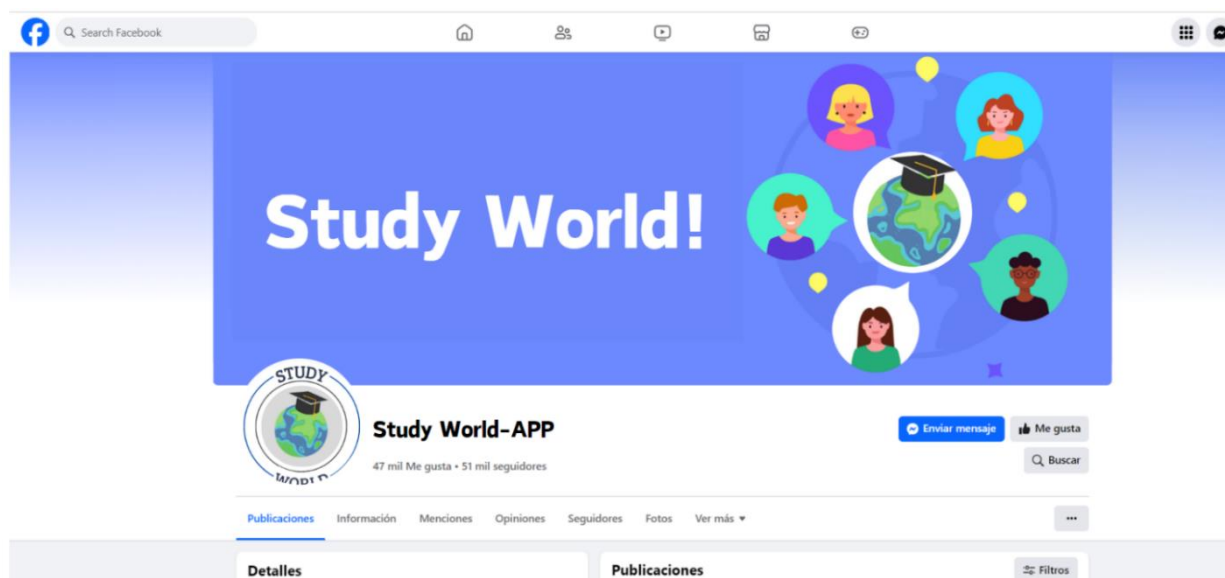 Search Facebook
Study World!
STUDY
WORLD
Study World-APP
47 mil Me gusta • 51 mil seguidores
Enviar mensaje
Me gusta
Buscar
Publicaciones Información Menciones Opiniones Seguidores Fotos Ver más
Detalles
Publicaciones
Filtros